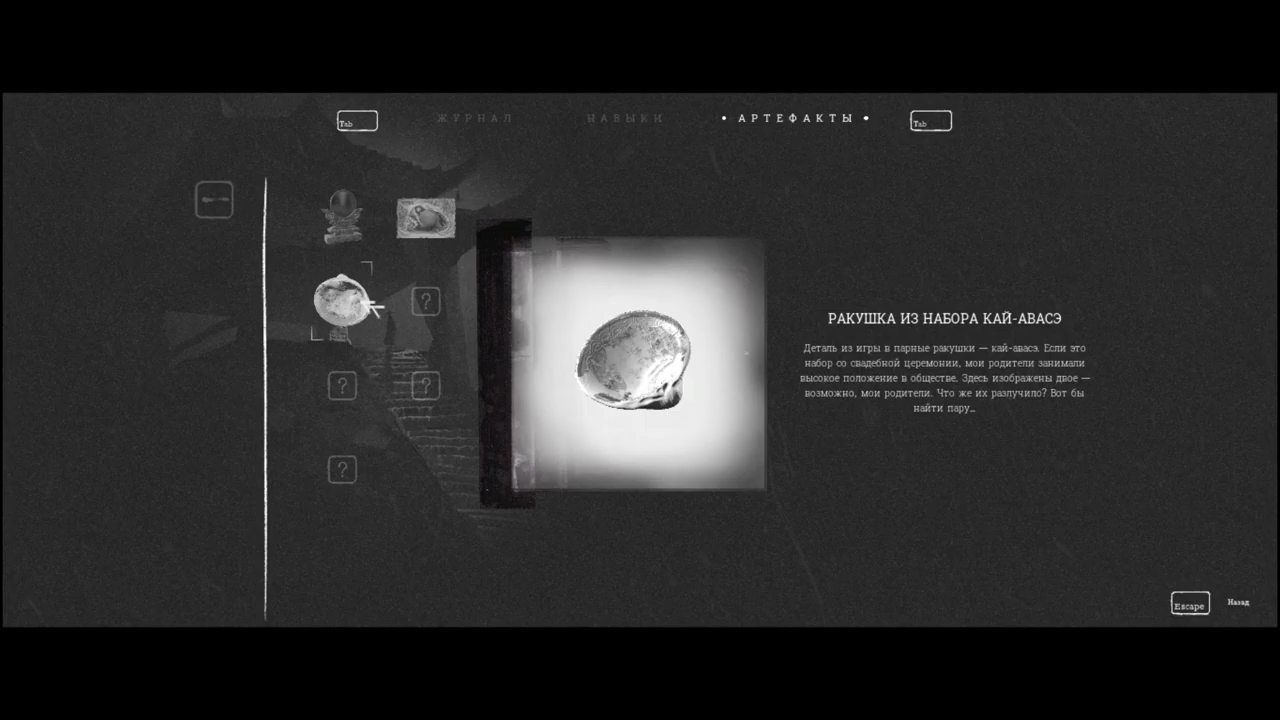 Tab
ЖУРНАЛ
НАВЫКИ
• АРТЕФАКТЫ •
Tab
?
?
?
?
РАКУШКА ИЗ НАБОРА КАЙ-АВАСЭ
Деталь из игры в парные ракушки — кай-авасэ. Если это
набор со свадебной церемонии, мои родители занимали
высокое положение в обществе. Здесь изображены двое —
возможно, мои родители. Что же их разлучило? Вот бы
найти пару...
Escape
Назад